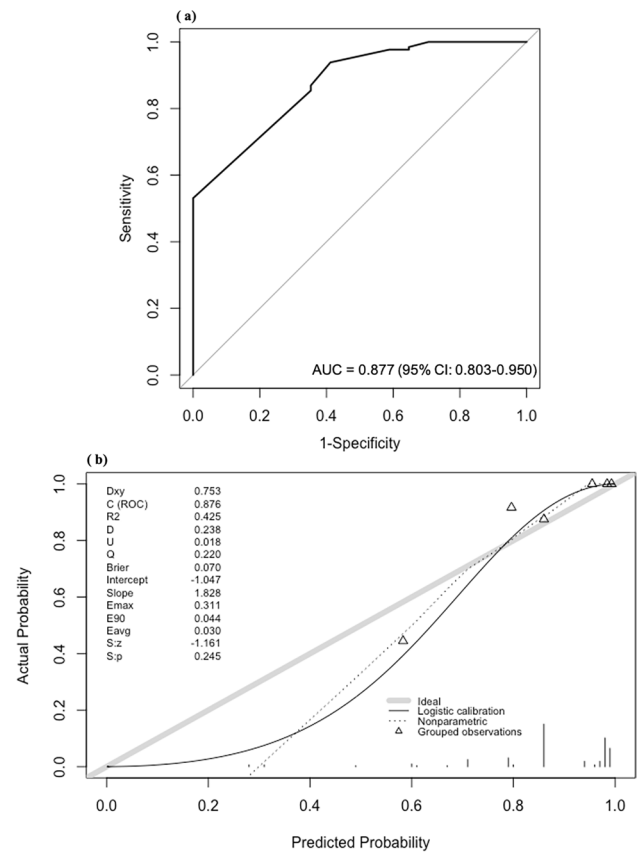 ( a)
1.0
0.8
0.6
0.4
0.2
0.0
Sensitivity
AUC = 0.877 (95% CI: 0.803-0.950)
0.0 0.2 0.4 0.6 0.8 1.0
1-Specificity
( b)
1.0
0.8
0.6
0.4
0.2
0.0
Actual Probability
Dxy 0.753
C (ROC) 0.876
R2 0.425
D 0.238
U 0.018
Q 0.220
Brier 0.070
Intercept -1.047
Slope 1.828
Emax 0.311
E90 0.044
Eavg 0.030
S:z -1.161
S:p 0.245
Ideal
Logistic calibration
Nonparametric
Grouped observations
0.0 0.2 0.4 0.6 0.8 1.0
Predicted Probability